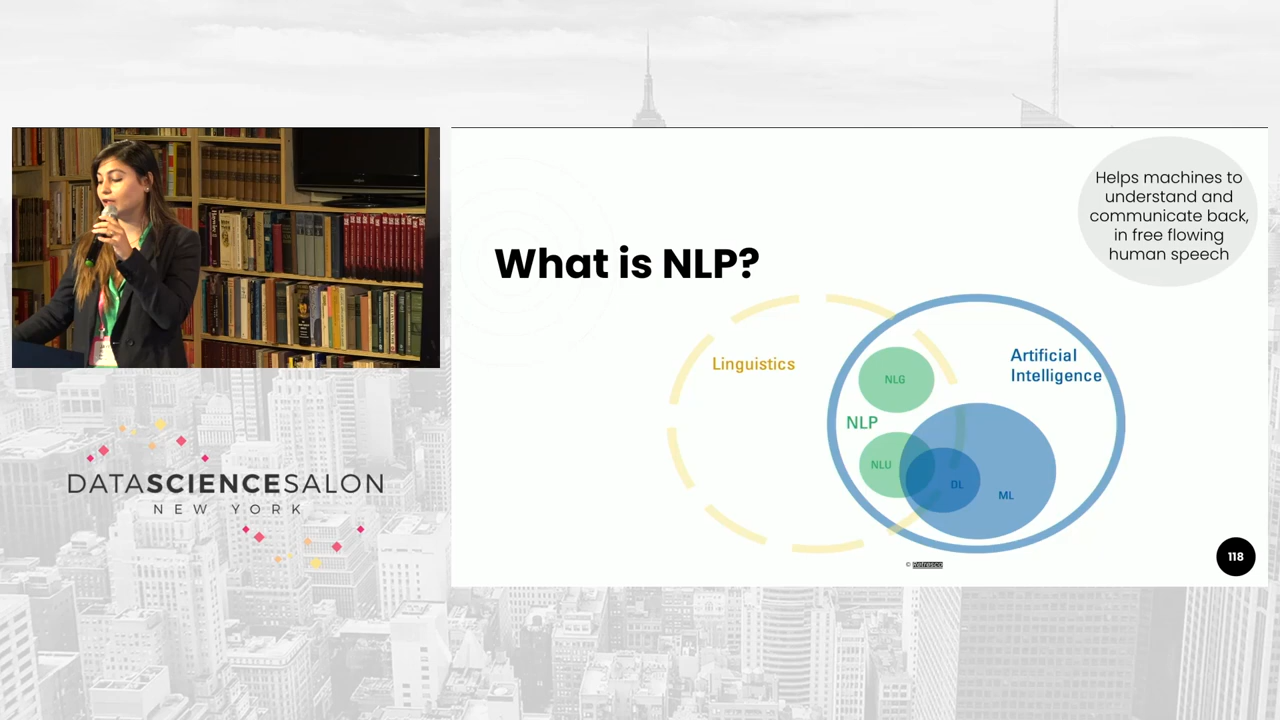 What is NLP?
Helps machines to
understand and
communicate back,
in free flowing
human speech
Linguistics
Artificial
Intelligence
NLG
NLP
NLU
DL
ML
© Retresco
118
DATASCIENCESALON
NEW YORK